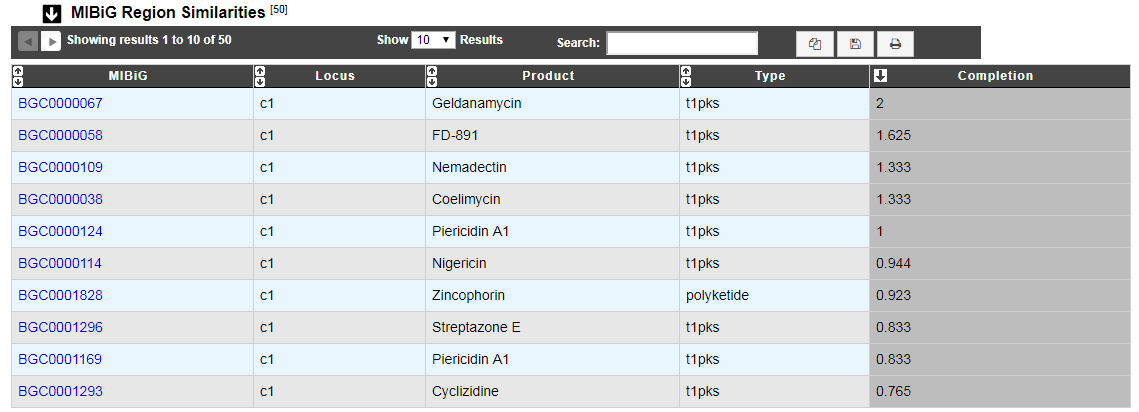 MIBiG Region Similarities [50]
Showing results 1 to 10 of 50 Show 10 Results Search:
MIBiG Locus Product Type Completion
BGC0000067 c1 Geldanamycin t1pks 2
BGC0000058 c1 FD-891 t1pks 1.625
BGC0000109 c1 Nemadectin t1pks 1.333
BGC0000038 c1 Coelimycin t1pks 1.333
BGC0000124 c1 Piericidin A1 t1pks 1
BGC0000114 c1 Nigericin t1pks 0.944
BGC0001828 c1 Zincophorin polyketide 0.923
BGC0001296 c1 Streptazone E t1pks 0.833
BGC0001169 c1 Piericidin A1 t1pks 0.833
BGC0001293 c1 Cyclizidine t1pks 0.765